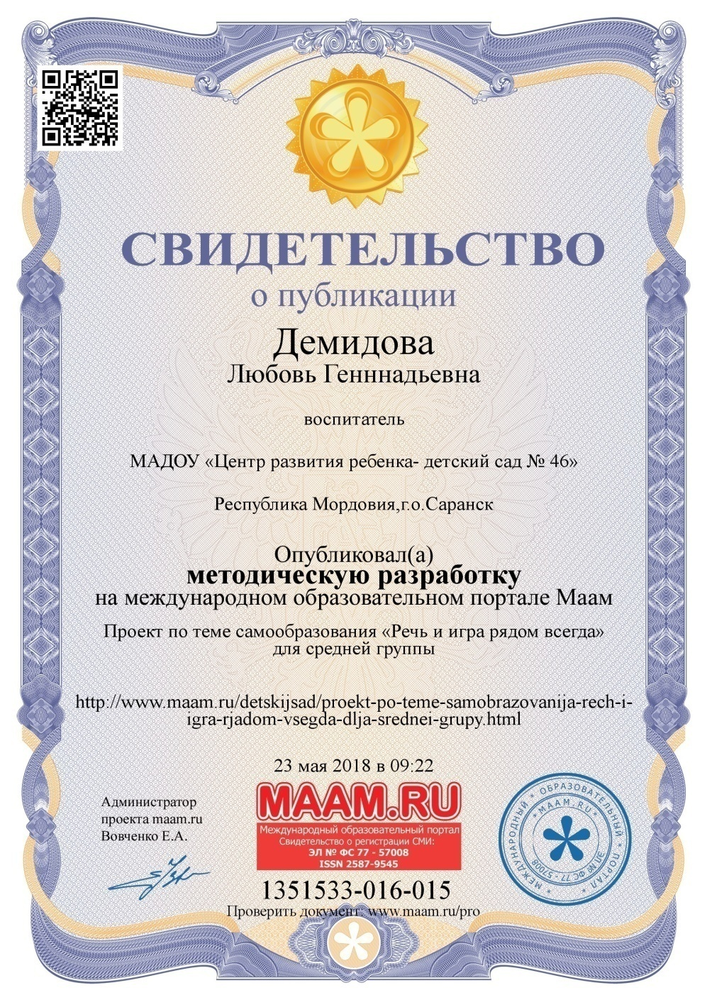 СВИДЕТЕЛЬСТВО
о публикации
Демидова
Любовь Генннадьевна
воспитатель
МАДОУ «Центр развития ребенка- детский сад № 46»
Республика Мордовия,г.о.Саранск
Опубликовал(а)
методическую разработку
на международном образовательном портале Маам
Проект по теме самообразования «Речь и игра рядом всегда»
для средней группы
http://www.maam.ru/detskijsad/proekt-po-teme-samobrazovanija-rech-i-
igra-rjadom-vsegda-dlja-srednei-grupy.html
23 мая 2018 в 09:22
Администратор
проекта maam.ru
Вовченко Е.А.
MAAM.RU
Международный образовательный портал
Свидетельство о регистрации СМИ:
ЭЛ № ФС 77 - 57008
ISSN 2587-9545
1351533-016-015
Проверить документ: www.maam.ru/pro
* МЕЖДУНАРОДНЫЙ * ОБРАЗОВАТЕЛЬНЫЙ * ПОРТАЛ *
* MAAM.RU *
ЭЛ № ФС 77 - 57008